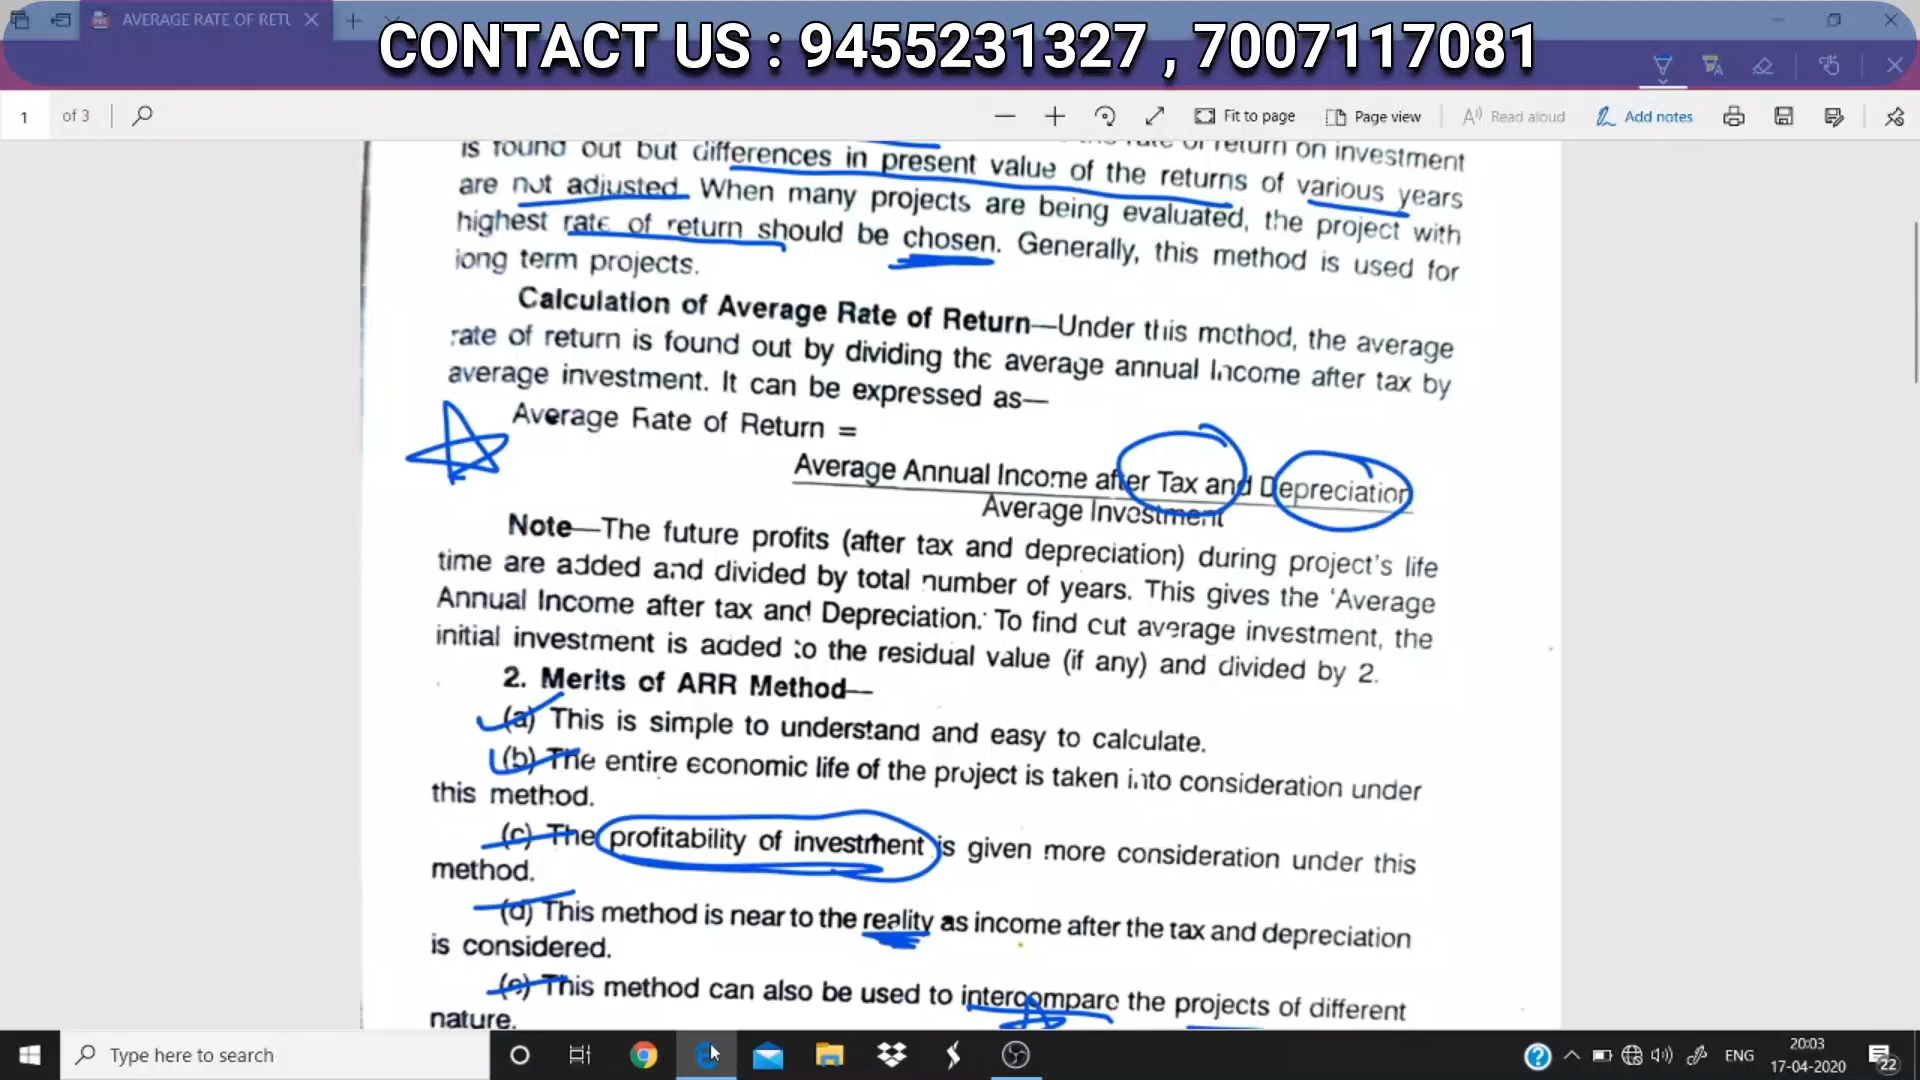 AVERAGE RATE OF RETU
CONTACT US : 9455231327 , 7007117081
1 of 3 Fit to page Page view Read aloud Add notes
rate of return on investment
is found out but differences in present value of the returns of various years
are not adjusted. When many projects are being evaluated, the project with
highest rate of return should be chosen. Generally, this method is used for
long term projects.
Calculation of Average Rate of Return—Under this method, the average
rate of return is found out by dividing the average annual Income after tax by
average investment. It can be expressed as—
Average Rate of Return =
Average Annual Income after Tax and Depreciation
Average Investment
Note—The future profits (after tax and depreciation) during project's life
time are added and divided by total number of years. This gives the 'Average
Annual Income after tax and Depreciation.' To find out average investment, the
initial investment is added to the residual value (if any) and divided by 2.
2. Merits of ARR Method—
(a) This is simple to understand and easy to calculate.
(b) The entire economic life of the project is taken into consideration under
this method.
(c) The profitability of investment is given more consideration under this
method.
(d) This method is near to the reality as income after the tax and depreciation
is considered.
(e) This method can also be used to intercompare the projects of different
nature.
Type here to search
ENG
20:03
17-04-2020
22